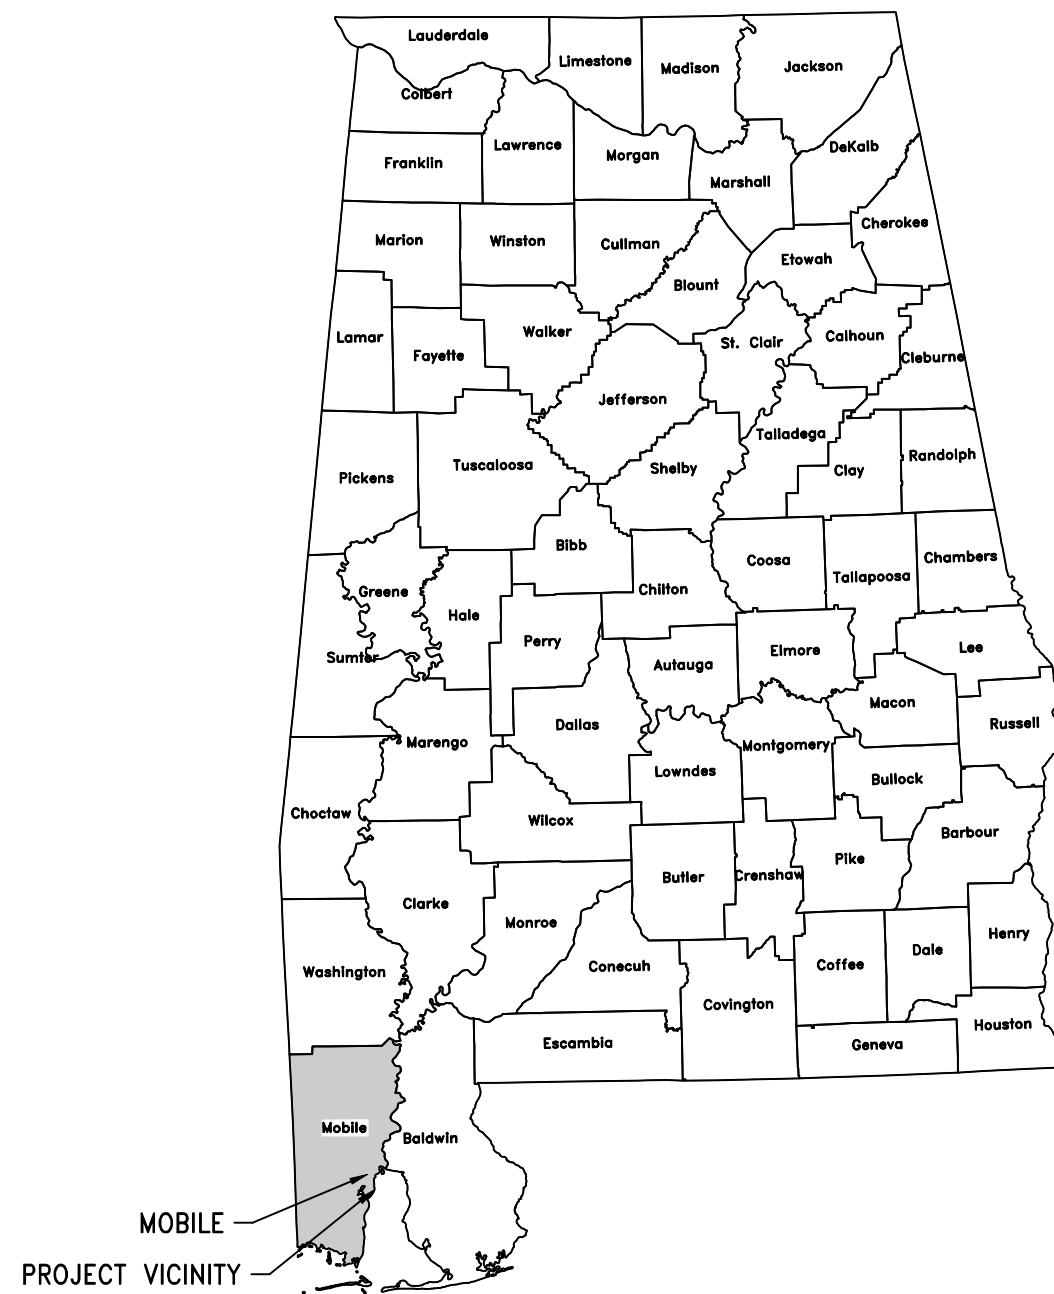 Lauderdale
Limestone
Madison
Jackson
Colbert
Lawrence
Morgan
DeKalb
Franklin
Marshall
Cherokee
Marion
Winston
Cullman
Etowah
Blount
Lamar
Walker
St. Clair
Calhoun
Fayette
Cleburne
Jefferson
Talladega
Pickens
Tuscaloosa
Shelby
Clay
Randolph
Bibb
Coosa
Chambers
Greene
Chilton
Tallapoosa
Hale
Perry
Sumter
Autauga
Elmore
Lee
Dallas
Macon
Russell
Marengo
Montgomery
Lowndes
Bullock
Choctaw
Wilcox
Barbour
Butler
Crenshaw
Pike
Clarke
Monroe
Henry
Washington
Conecuh
Coffee
Dale
Covington
Escambia
Geneva
Houston
Mobile
Baldwin
MOBILE
PROJECT VICINITY